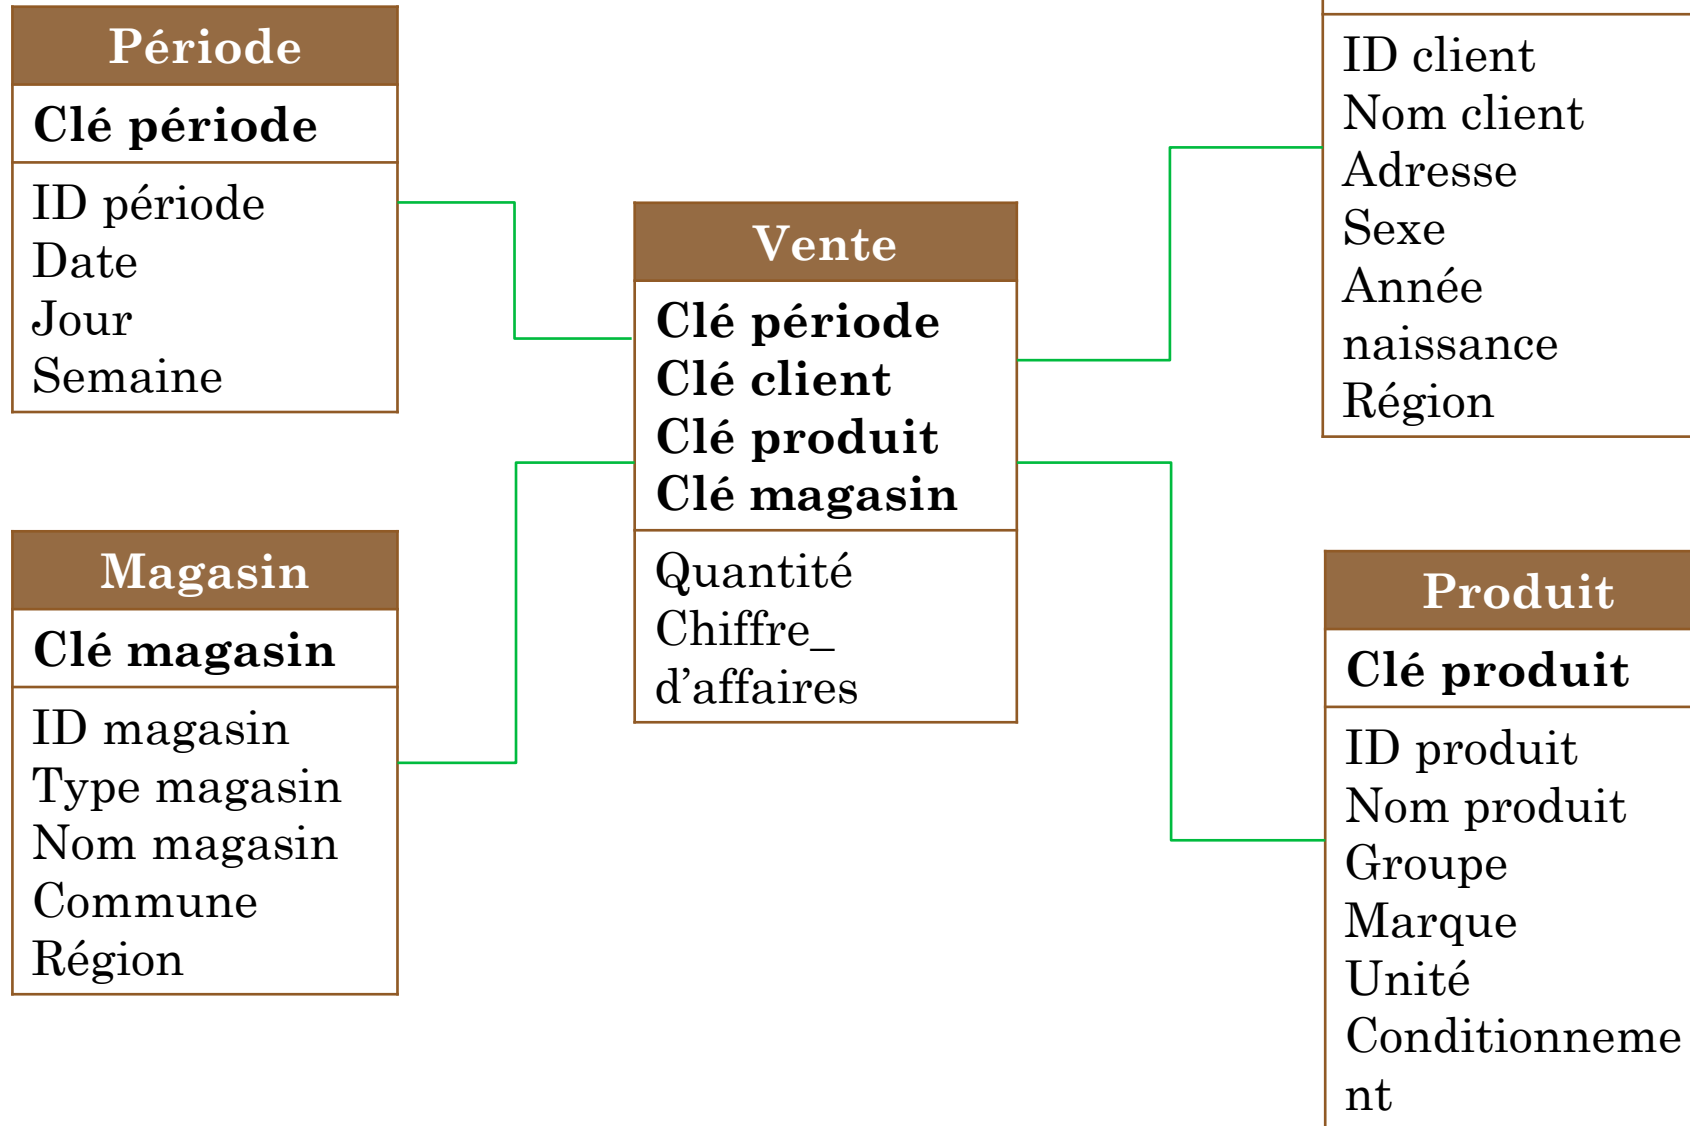 Période
Clé période
ID période
Date
Jour
Semaine
Magasin
Clé magasin
ID magasin
Type magasin
Nom magasin
Commune
Région
Vente
Clé période
Clé client
Clé produit
Clé magasin
Quantité
Chiffre_
d’affaires
ID client
Nom client
Adresse
Sexe
Année
naissance
Région
Produit
Clé produit
ID produit
Nom produit
Groupe
Marque
Unité
Conditionneme
nt